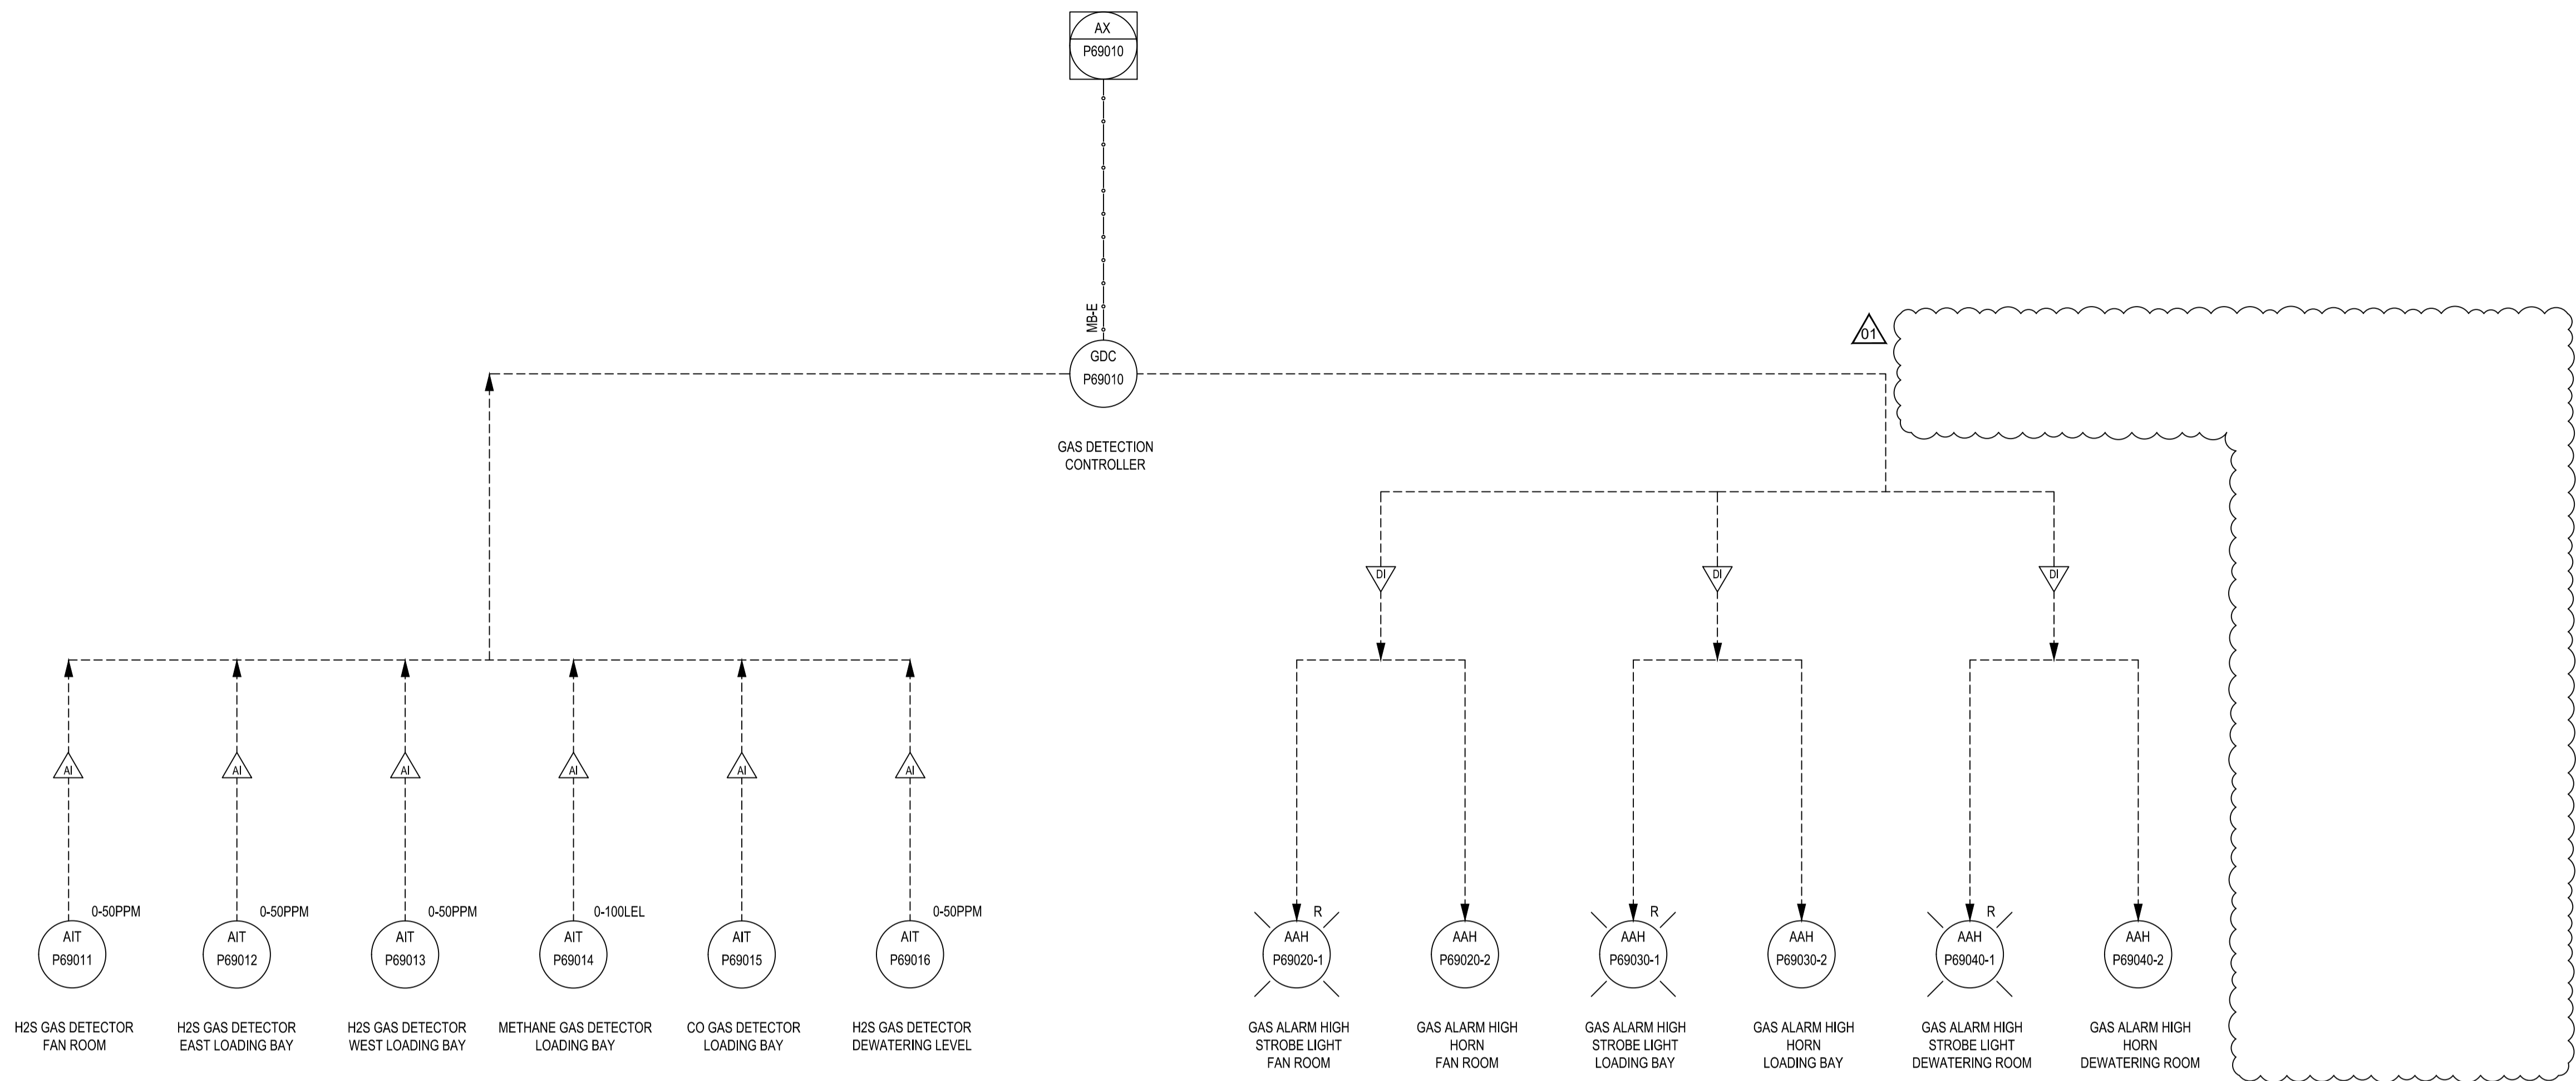 AX
P69010
MB-E
GDC
P69010
GAS DETECTION
CONTROLLER
01
DI
DI
DI
AI
AI
AI
AI
AI
AI
0-50PPM
AIT
P69011
H2S GAS DETECTOR
FAN ROOM
0-50PPM
AIT
P69012
H2S GAS DETECTOR
EAST LOADING BAY
0-50PPM
AIT
P69013
H2S GAS DETECTOR
WEST LOADING BAY
0-100LEL
AIT
P69014
METHANE GAS DETECTOR
LOADING BAY
AIT
P69015
CO GAS DETECTOR
LOADING BAY
0-50PPM
AIT
P69016
H2S GAS DETECTOR
DEWATERING LEVEL
R
AAH
P69020-1
GAS ALARM HIGH
STROBE LIGHT
FAN ROOM
AAH
P69020-2
GAS ALARM HIGH
HORN
FAN ROOM
R
AAH
P69030-1
GAS ALARM HIGH
STROBE LIGHT
LOADING BAY
AAH
P69030-2
GAS ALARM HIGH
HORN
LOADING BAY
R
AAH
P69040-1
GAS ALARM HIGH
STROBE LIGHT
DEWATERING ROOM
AAH
P69040-2
GAS ALARM HIGH
HORN
DEWATERING ROOM